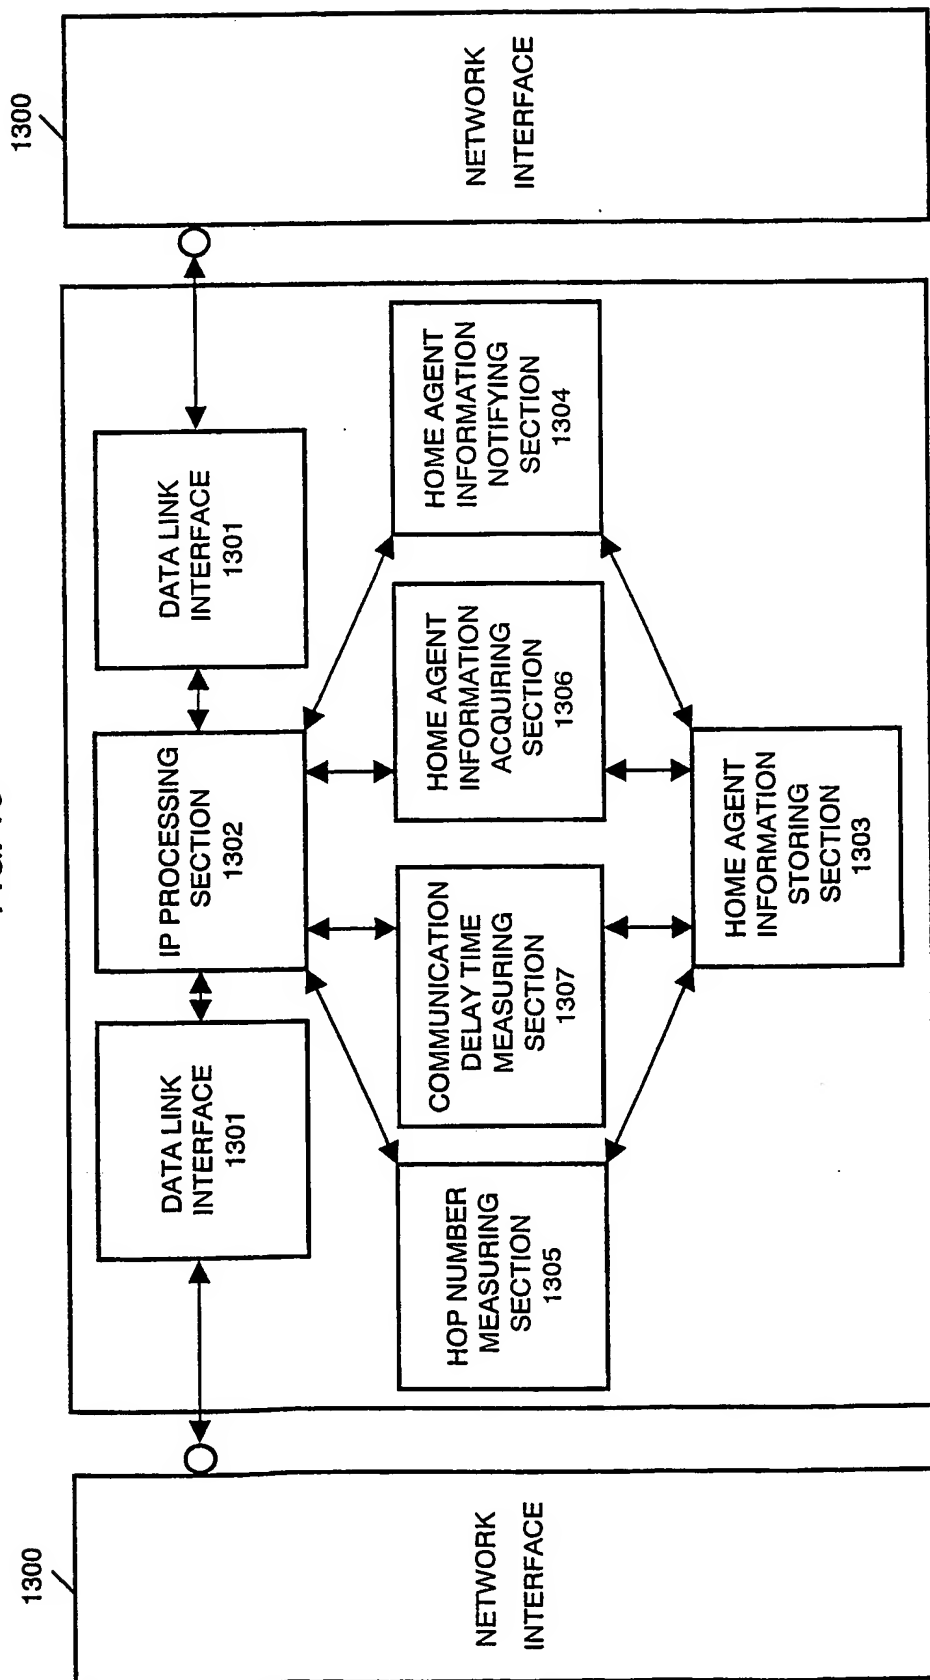 1300
NETWORK
INTERFACE
DATA LINK
INTERFACE
1301
IP PROCESSING
SECTION
1302
DATA LINK
INTERFACE
1301
HOP NUMBER
MEASURING
SECTION
1305
COMMUNICATION
DELAY TIME
MEASURING
SECTION
1307
HOME AGENT
INFORMATION
ACQUIRING
SECTION
1306
HOME AGENT
INFORMATION
NOTIFYING
SECTION
1304
HOME AGENT
INFORMATION
STORING
SECTION
1303
1300
NETWORK
INTERFACE